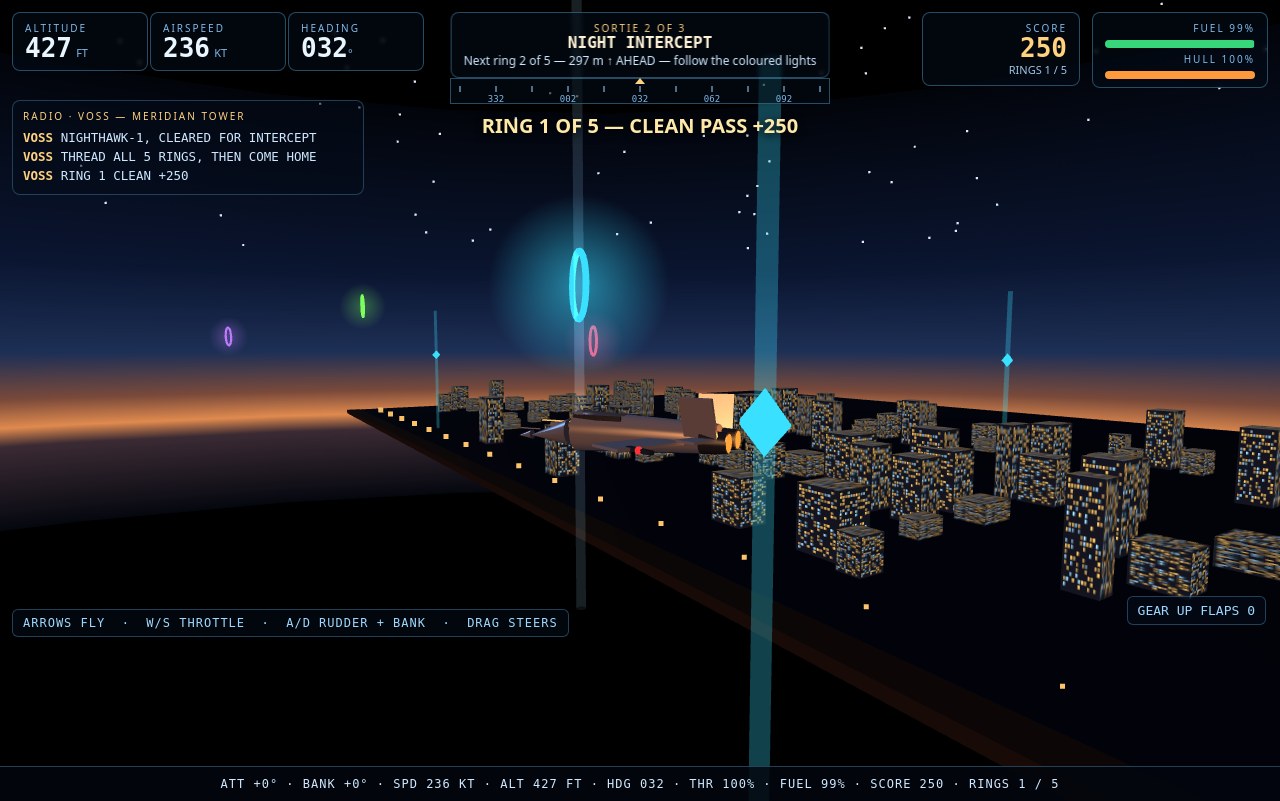 ALTITUDE
427 FT
AIRSPEED
236 KT
HEADING
032°
SORTIE 2 OF 3
NIGHT INTERCEPT
Next ring 2 of 5 — 297 m ↑ AHEAD — follow the coloured lights
332 002 032 062 092
SCORE
250
RINGS 1 / 5
FUEL 99%
HULL 100%
RADIO · VOSS — MERIDIAN TOWER
VOSS NIGHTHAWK-1, CLEARED FOR INTERCEPT
VOSS THREAD ALL 5 RINGS, THEN COME HOME
VOSS RING 1 CLEAN +250
RING 1 OF 5 — CLEAN PASS +250
ARROWS FLY · W/S THROTTLE · A/D RUDDER + BANK · DRAG STEERS
GEAR UP FLAPS 0
ATT +0° · BANK +0° · SPD 236 KT · ALT 427 FT · HDG 032 · THR 100% · FUEL 99% · SCORE 250 · RINGS 1 / 5